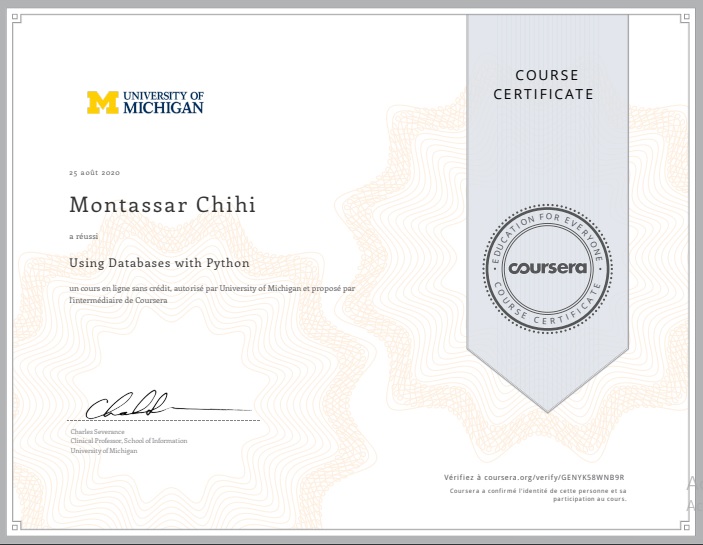 COURSE
CERTIFICATE
UNIVERSITY OF
MICHIGAN
25 août 2020
Montassar Chihi
a réussi
Using Databases with Python
un cours en ligne sans crédit, autorisé par University of Michigan et proposé par
l'intermédiaire de Coursera
EDUCATION FOR EVERYONE
coursera
COURSE CERTIFICATE
Charles Severance
Clinical Professor, School of Information
University of Michigan
Vérifiez à coursera.org/verify/GENYKS8WNB9R
Coursera a confirmé l'identité de cette personne et sa
participation au cours.